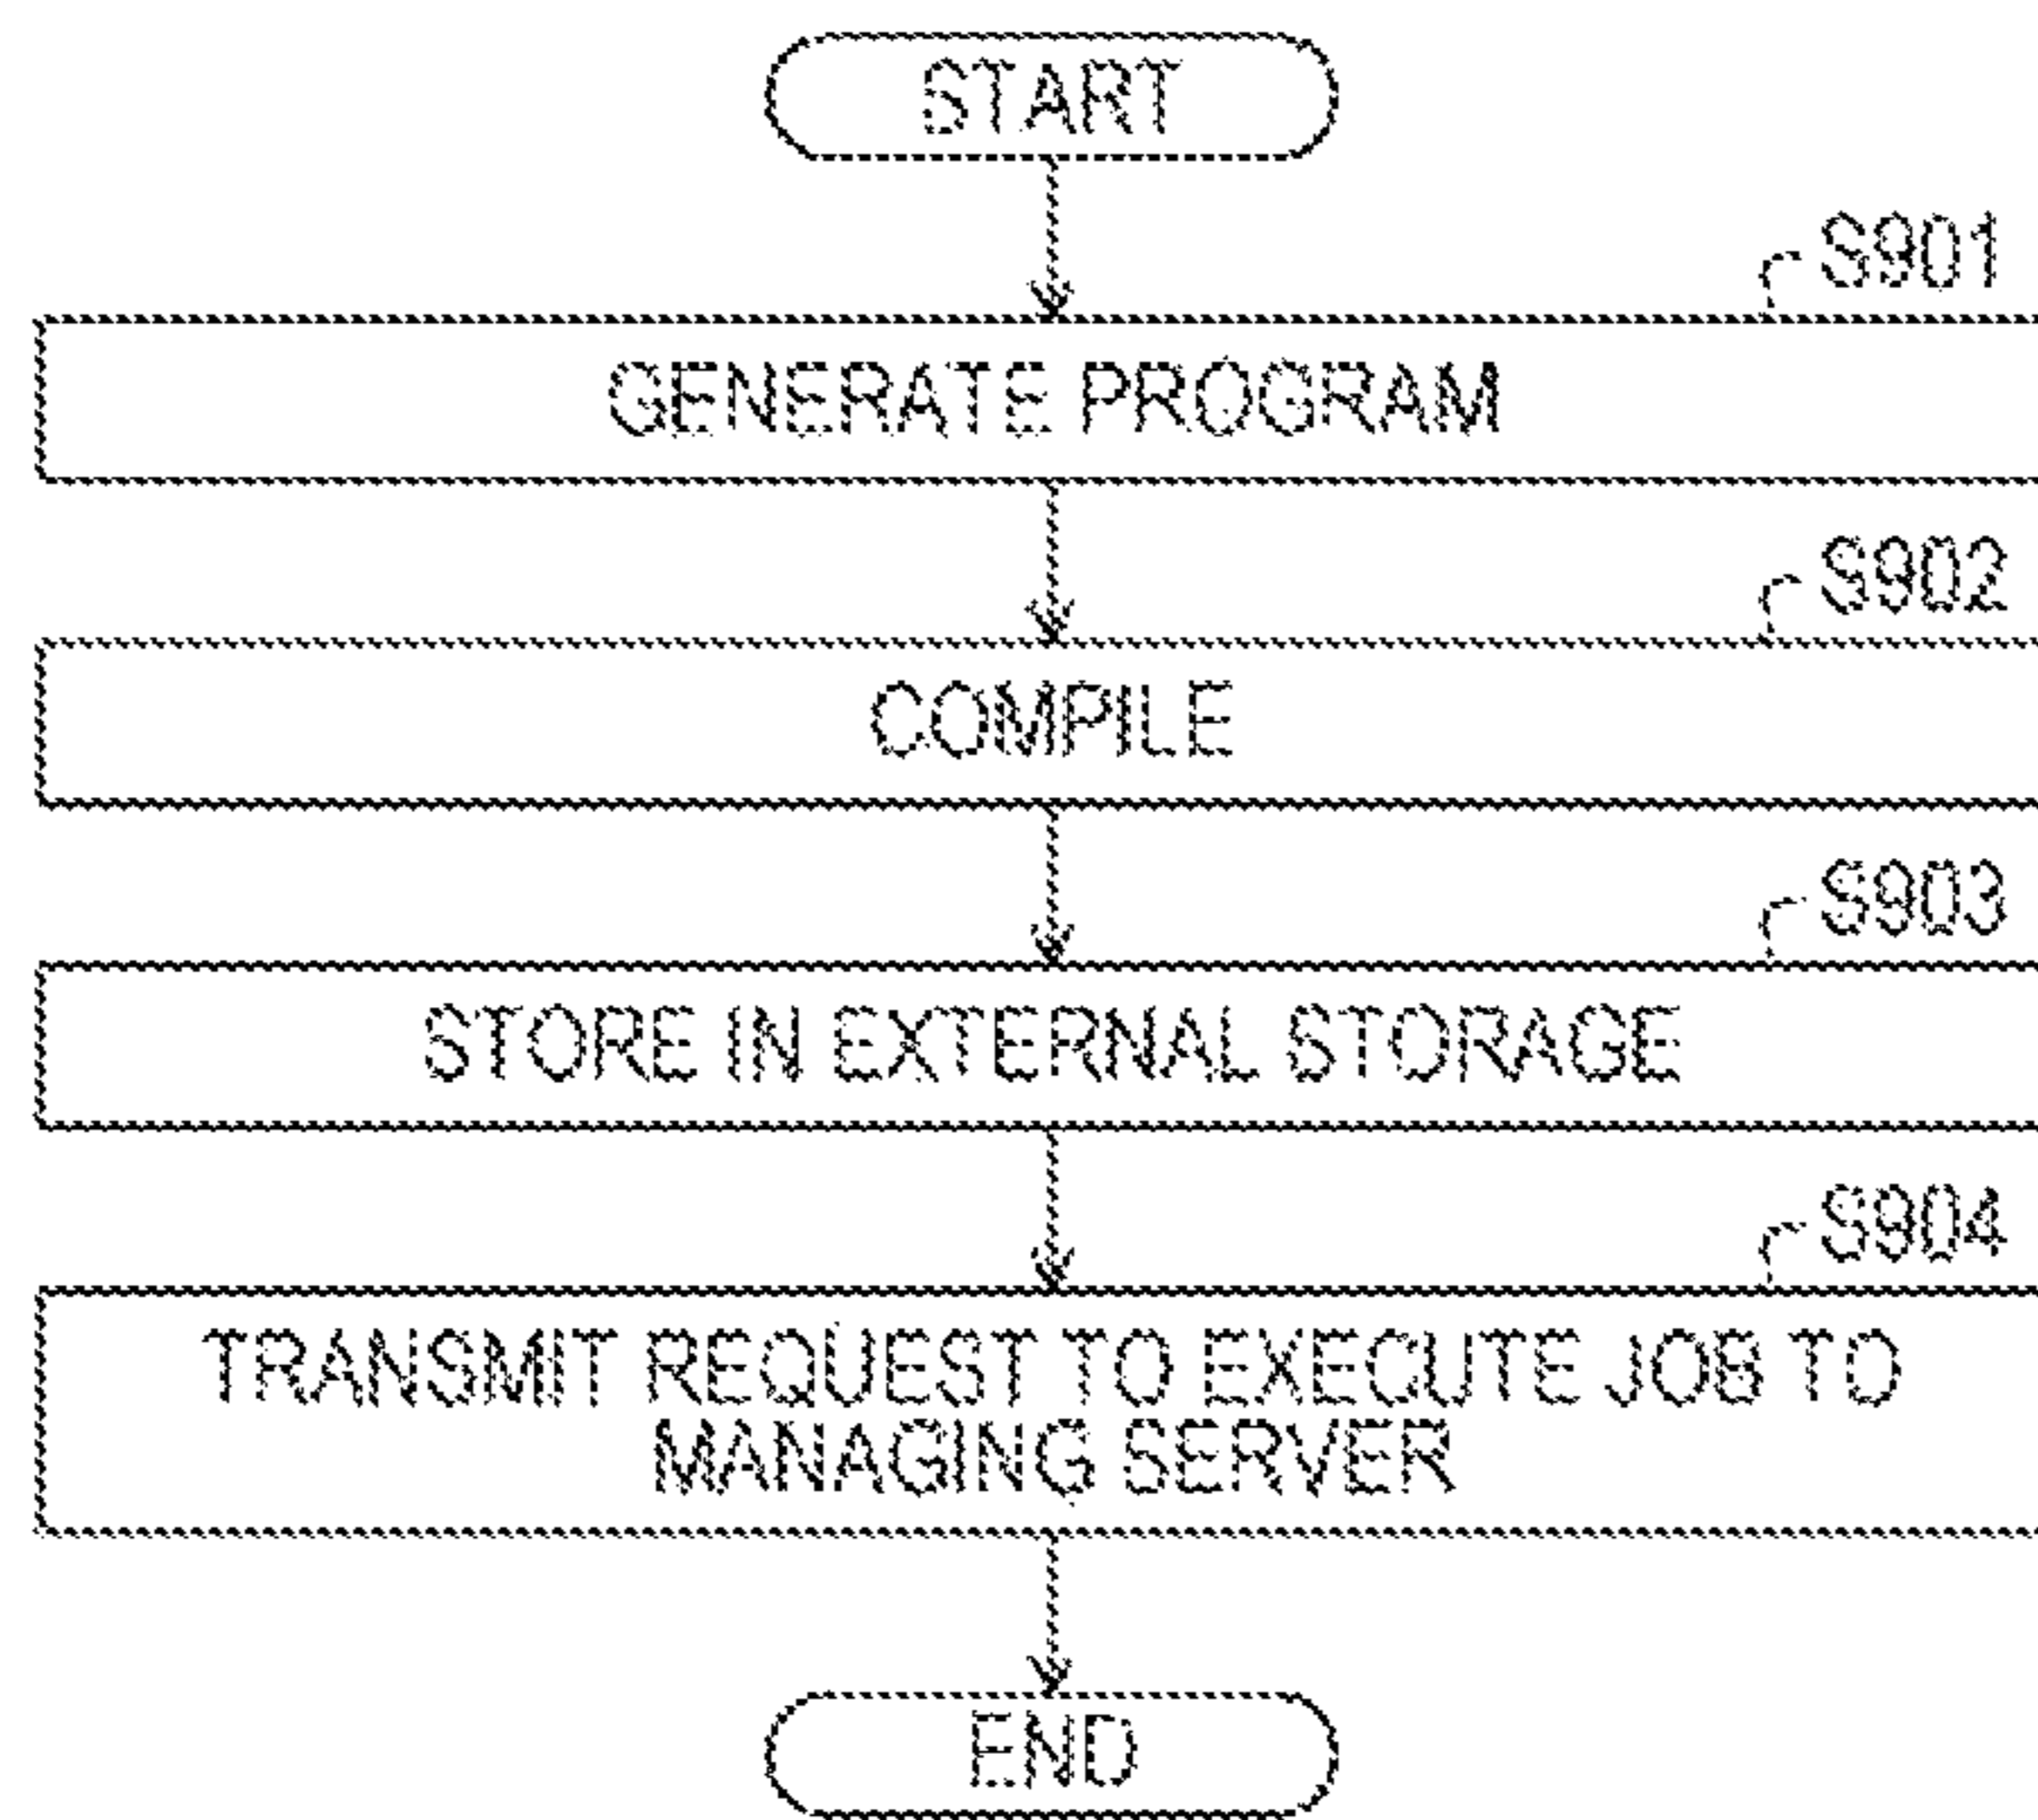 START
S901
GENERATE PROGRAM
S902
COMPILE
S903
STORE IN EXTERNAL STORAGE
S904
TRANSMIT REQUEST TO EXECUTE JOB TO
MANAGING SERVER
END